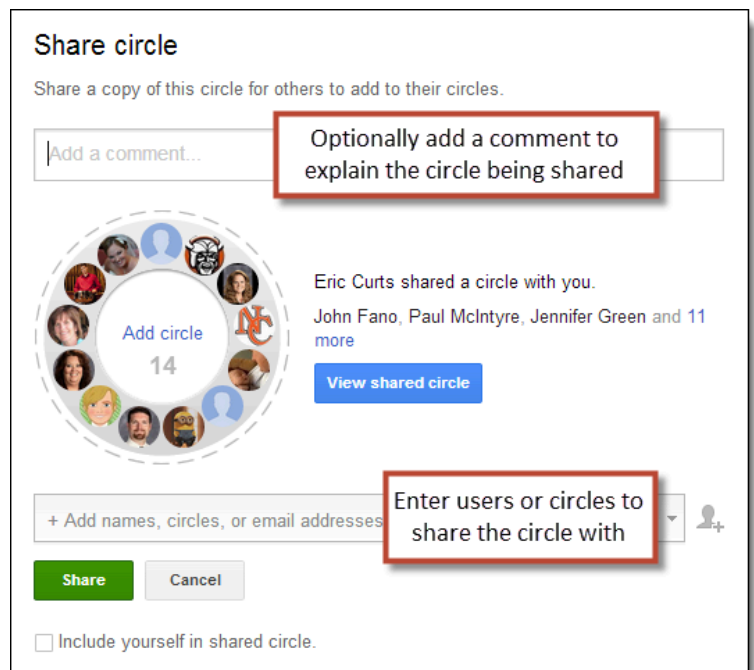 Share circle
Share a copy of this circle for others to add to their circles.
Add a comment...
Optionally add a comment to
explain the circle being shared
Eric Curts shared a circle with you.
John Fano, Paul McIntyre, Jennifer Green and 11
more
Add circle
14
NC
View shared circle
+ Add names, circles, or email addresses
Enter users or circles to
share the circle with
Share
Cancel
Include yourself in shared circle.